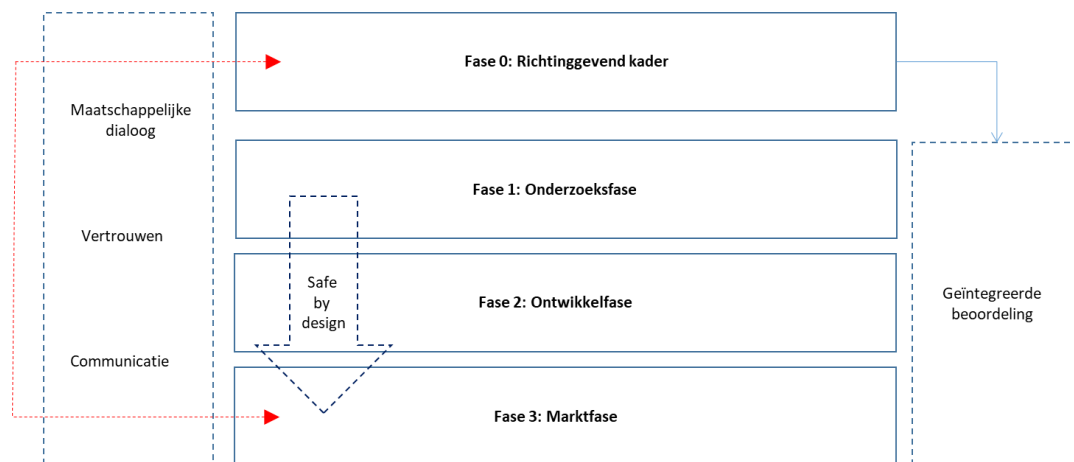 Fase 0: Richtinggevend kader
Maatschappelijke
dialoog
Fase 1: Onderzoeksfase
Vertrouwen
Safe
by
design
Fase 2: Ontwikkelfase
Geïntegreerde
beoordeling
Communicatie
Fase 3: Marktfase